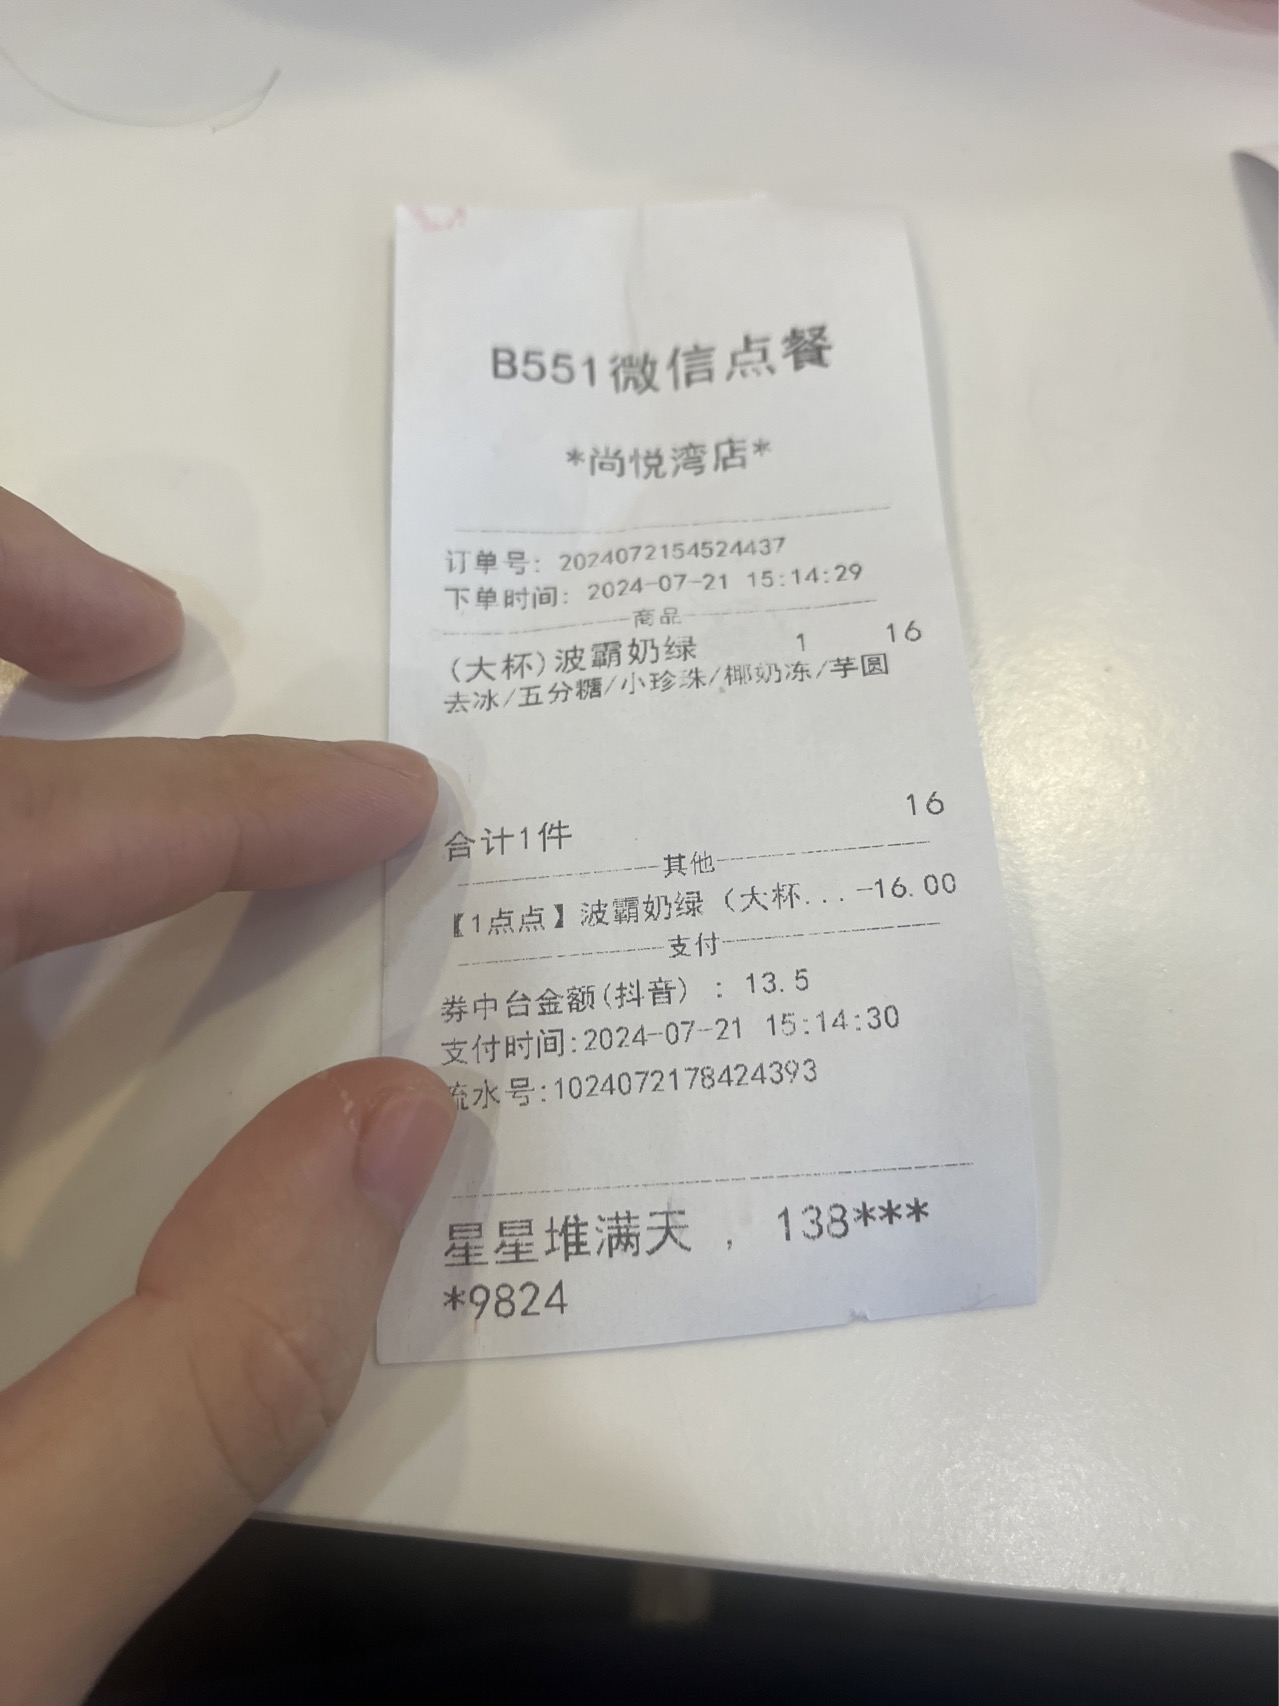 B551微信点餐
*尚悦湾店*
订单号: 2024072154524437
下单时间: 2024-07-21 15:14:29
商品
(大杯)波霸奶绿 1 16
去冰/五分糖/小珍珠/椰奶冻/芋圆
合计1件 16
其他
【1点点】波霸奶绿（大杯...-16.00
支付
券中台金额(抖音) : 13.5
支付时间:2024-07-21 15:14:30
流水号:1024072178424393
星星堆满天 , 138***
*9824